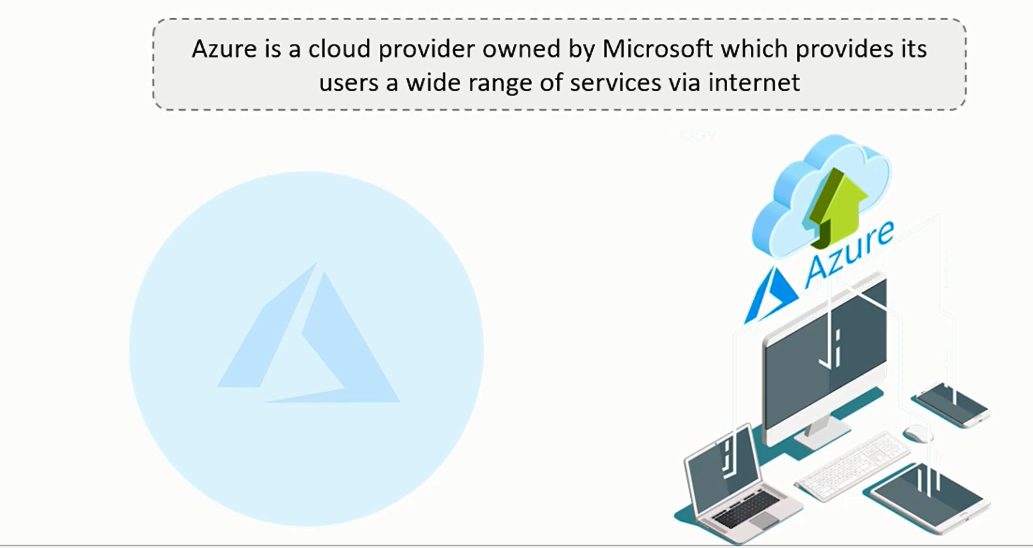 Azure is a cloud provider owned by Microsoft which provides its
users a wide range of services via internet
Azure